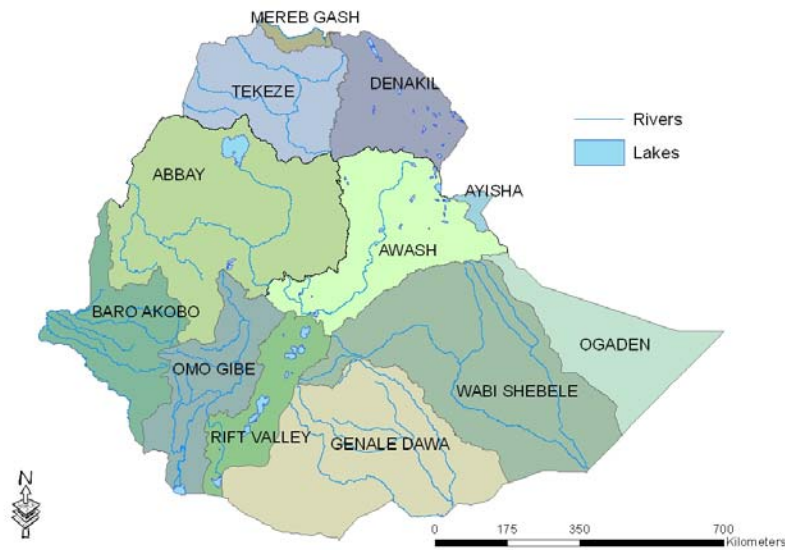 MEREB GASH
TEKEZE
DENAKIL
Rivers
Lakes
ABBAY
AYISHA
AWASH
BARO AKOBO
OMO GIBE
OGADEN
WABI SHEBELE
RIFT VALLEY
GENALE DAWA
N
0 175 350 700
Kilometers